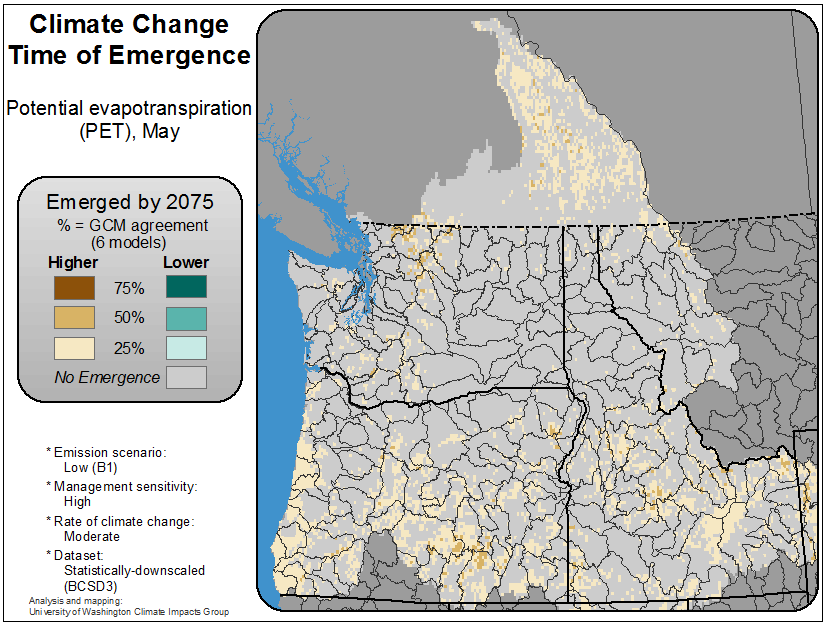 Climate Change
Time of Emergence
Potential evapotranspiration
(PET), May
Emerged by 2075
% = GCM agreement
(6 models)
Higher Lower
75%
50%
25%
No Emergence
* Emission scenario:
Low (B1)
* Management sensitivity:
High
* Rate of climate change:
Moderate
* Dataset:
Statistically-downscaled
(BCSD3)
Analysis and mapping:
University of Washington Climate Impacts Group